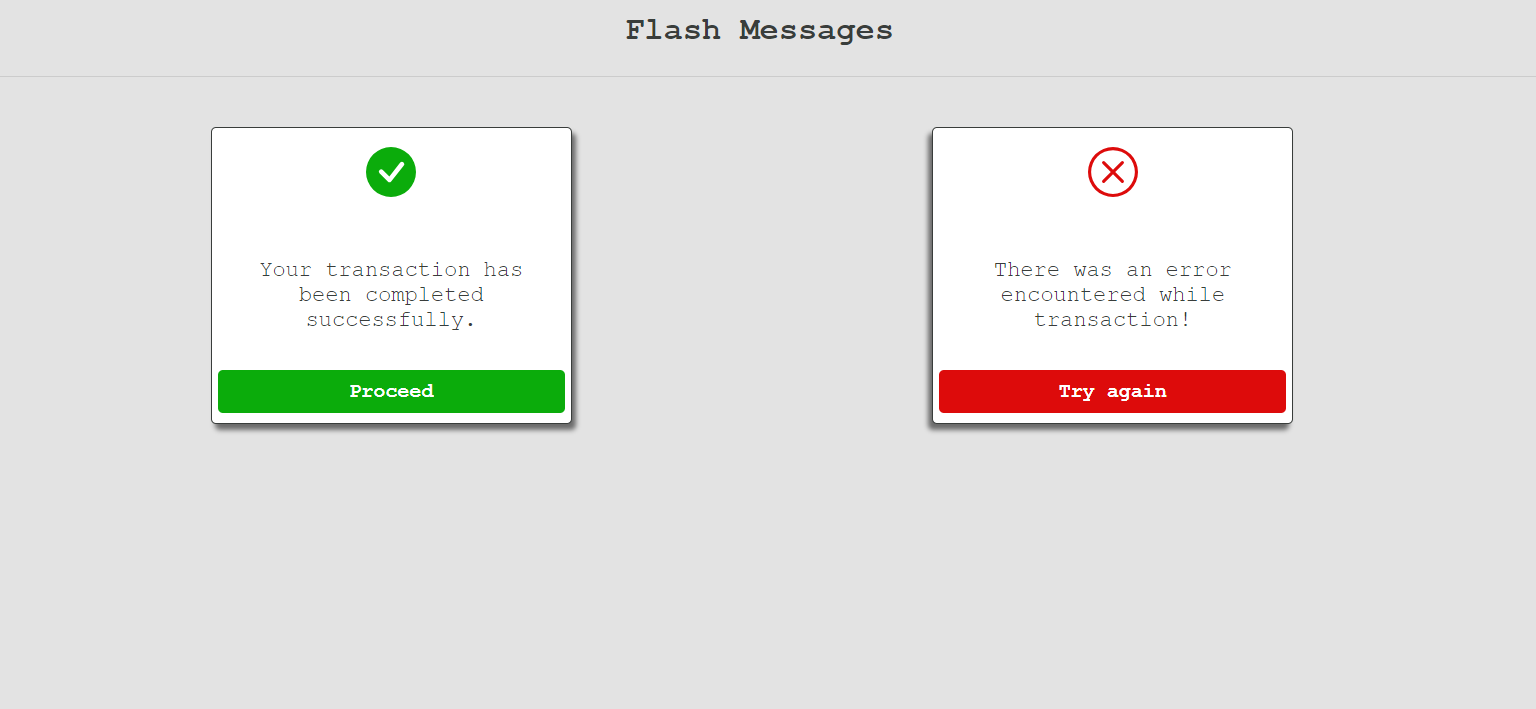 Flash Messages
Your transaction has
been completed
successfully.
Proceed
There was an error
encountered while
transaction!
Try again